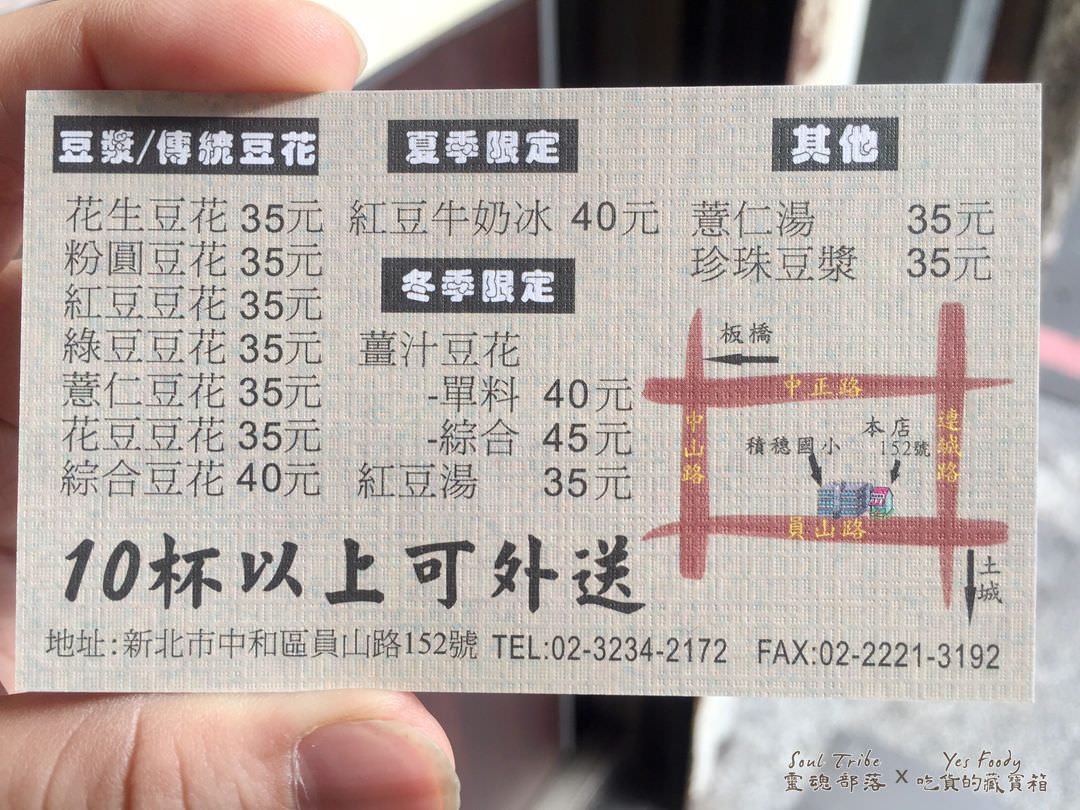 豆漿/傳統豆花
花生豆花 35元
粉圓豆花 35元
紅豆豆花 35元
綠豆豆花 35元
薏仁豆花 35元
花豆豆花 35元
綜合豆花 40元
夏季限定
紅豆牛奶冰 40元
冬季限定
薑汁豆花
-單料 40元
-綜合 45元
紅豆湯 35元
其他
薏仁湯 35元
珍珠豆漿 35元
板橋
中正路
中山路
連城路
本店
152號
積穗國小
員山路
土城
10杯以上可外送
地址:新北市中和區員山路152號 TEL:02-3234-2172 FAX:02-2221-3192
Soul Tribe Yes Foody
靈魂部落 x 吃貨的藏寶箱